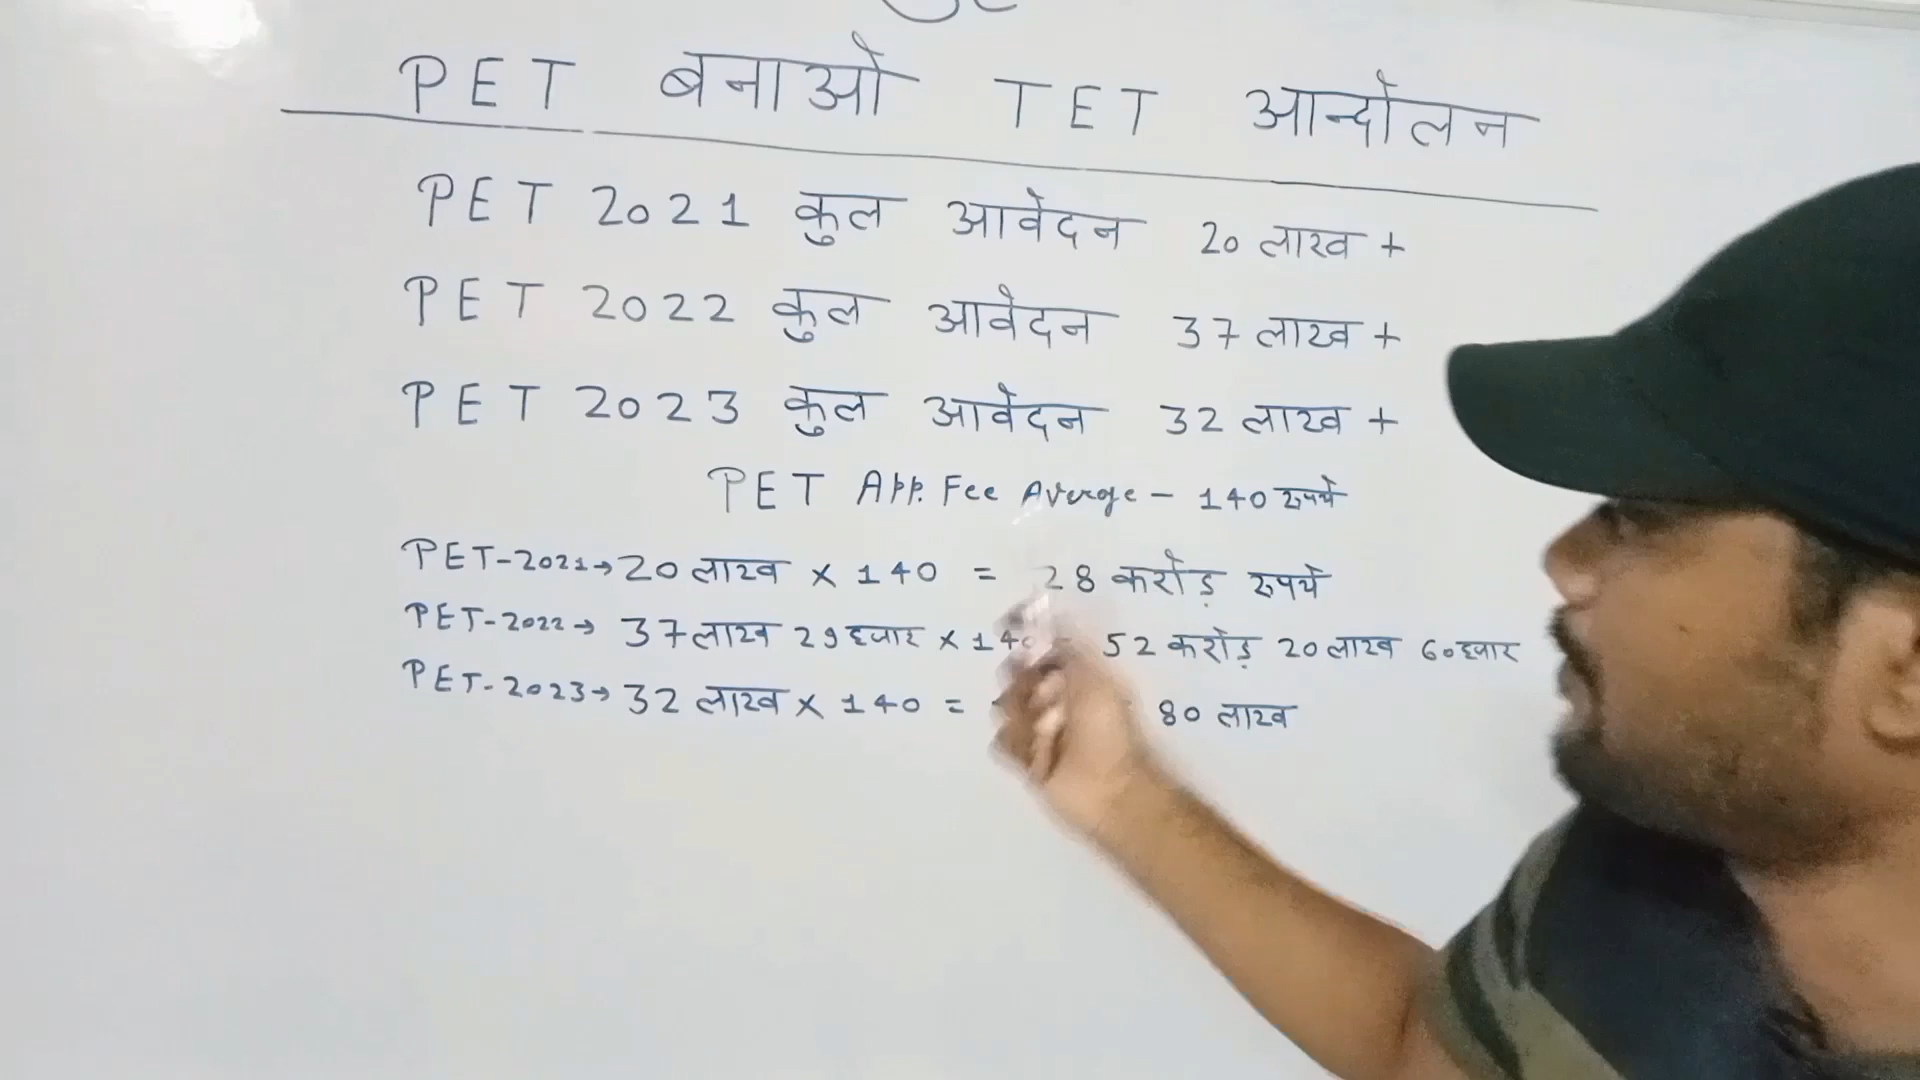 PET बनाओ TET आन्दोलन
PET 2021 कुल आवेदन 20 लाख +
PET 2022 कुल आवेदन 37 लाख +
PET 2023 कुल आवेदन 32 लाख +
PET App. Fee Averge - 140 रुपये
PET-2021→ 20 लाख × 140 = 28 करोड़ रुपये
PET-2022→ 37 लाख 29 हजार × 140 52 करोड़ 20 लाख 60 हजार
PET-2023→ 32 लाख × 140 = 80 लाख